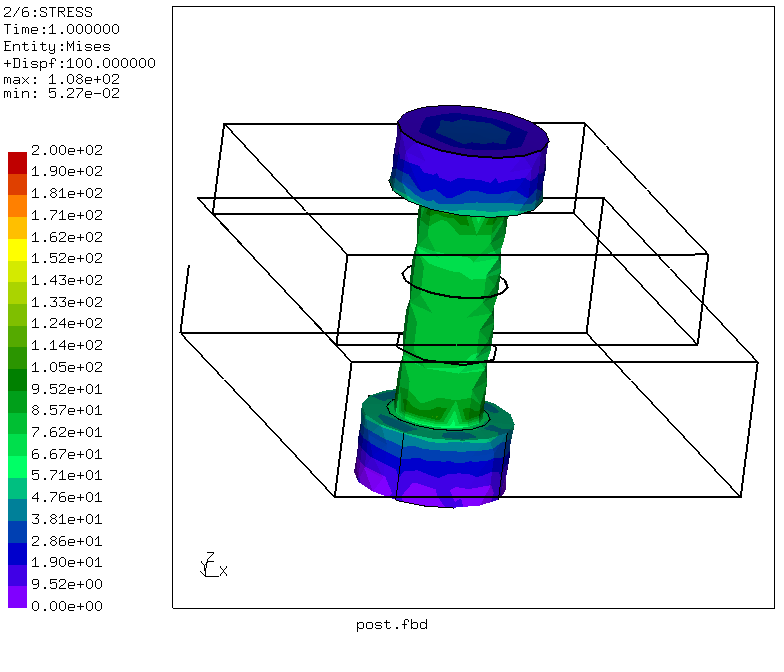 2/6:STRESS
Time:1.000000
Entity:Mises
+Dispf:100.000000
max: 1.08e+02
min: 5.27e-02
2.00e+02
1.90e+02
1.81e+02
1.71e+02
1.62e+02
1.52e+02
1.43e+02
1.33e+02
1.24e+02
1.14e+02
1.05e+02
9.52e+01
8.57e+01
7.62e+01
6.67e+01
5.71e+01
4.76e+01
3.81e+01
2.86e+01
1.90e+01
9.52e+00
0.00e+00
Z
Y
X
post.fbd